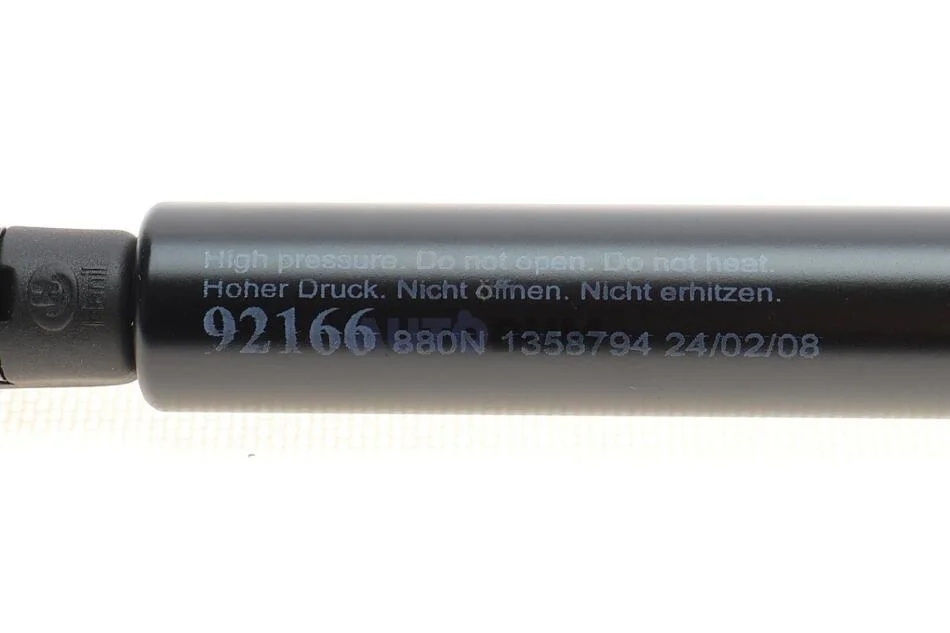 High pressure. Do not open. Do not heat.
Hoher Druck. Nicht öffnen. Nicht erhitzen.
92166 880N 1358794 24/02/08